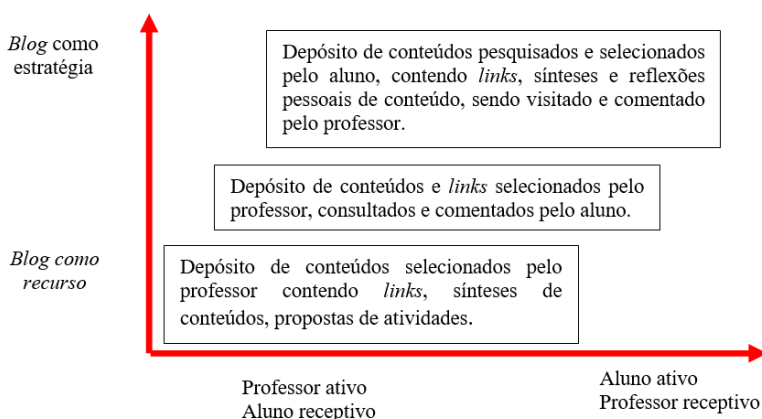 Blog como
estratégia
Depósito de conteúdos pesquisados e selecionados
pelo aluno, contendo links, sínteses e reflexões
pessoais de conteúdo, sendo visitado e comentado
pelo professor.
Depósito de conteúdos e links selecionados pelo
professor, consultados e comentados pelo aluno.
Blog como
recurso
Depósito de conteúdos selecionados pelo
professor contendo links, sínteses de
conteúdos, propostas de atividades.
Professor ativo
Aluno receptivo
Aluno ativo
Professor receptivo